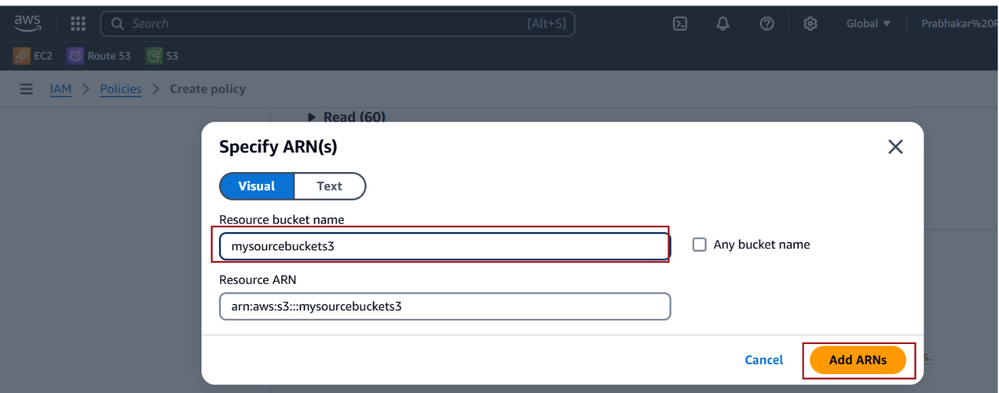 aws Search [Alt+S] Global Prabhakar%20
EC2 Route 53 S3
IAM > Policies > Create policy
Read (60)
Specify ARN(s)
Visual Text
Resource bucket name
mysourcebuckets3 Any bucket name
Resource ARN
arn:aws:s3:::mysourcebuckets3
Cancel Add ARNs